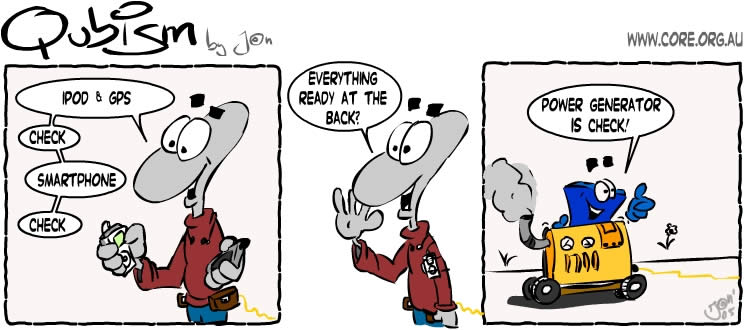 Qubism
by J@n
WWW.CORE.ORG.AU
IPOD & GPS
CHECK
SMARTPHONE
CHECK
EVERYTHING
READY AT THE
BACK?
POWER GENERATOR
IS CHECK!
J@n'
05